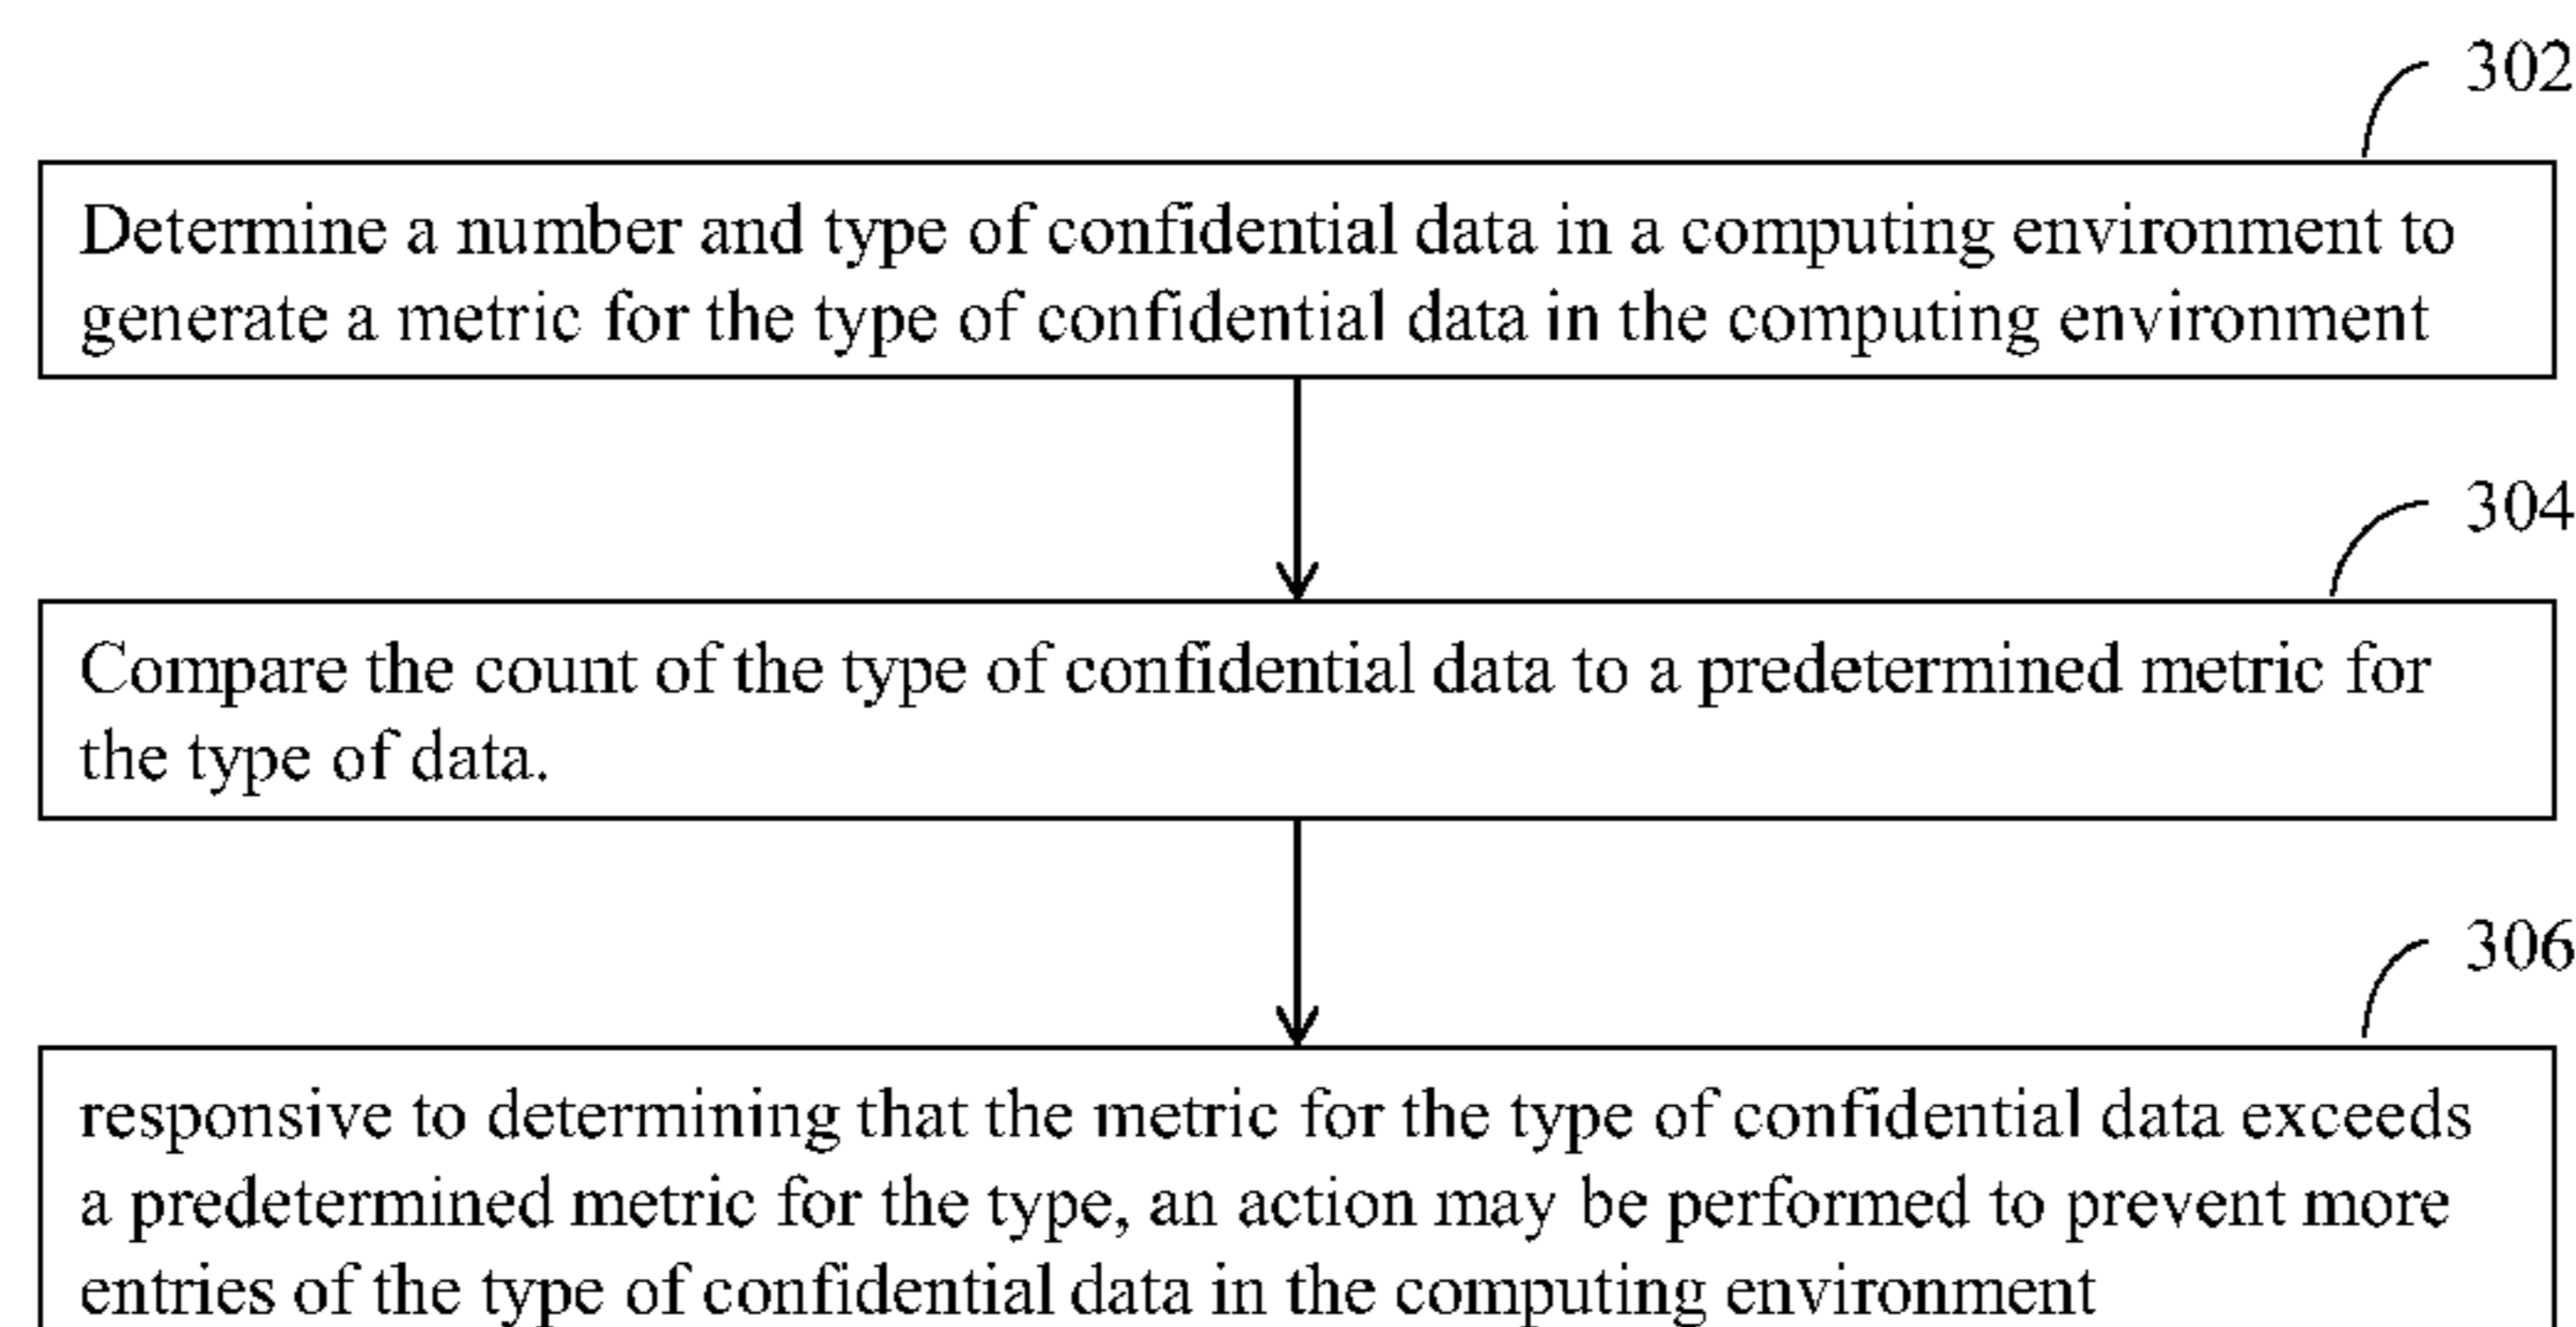 302
Determine a number and type of confidential data in a computing environment to
generate a metric for the type of confidential data in the computing environment
304
Compare the count of the type of confidential data to a predetermined metric for
the type of data.
306
responsive to determining that the metric for the type of confidential data exceeds
a predetermined metric for the type, an action may be performed to prevent more
entries of the type of confidential data in the computing environment